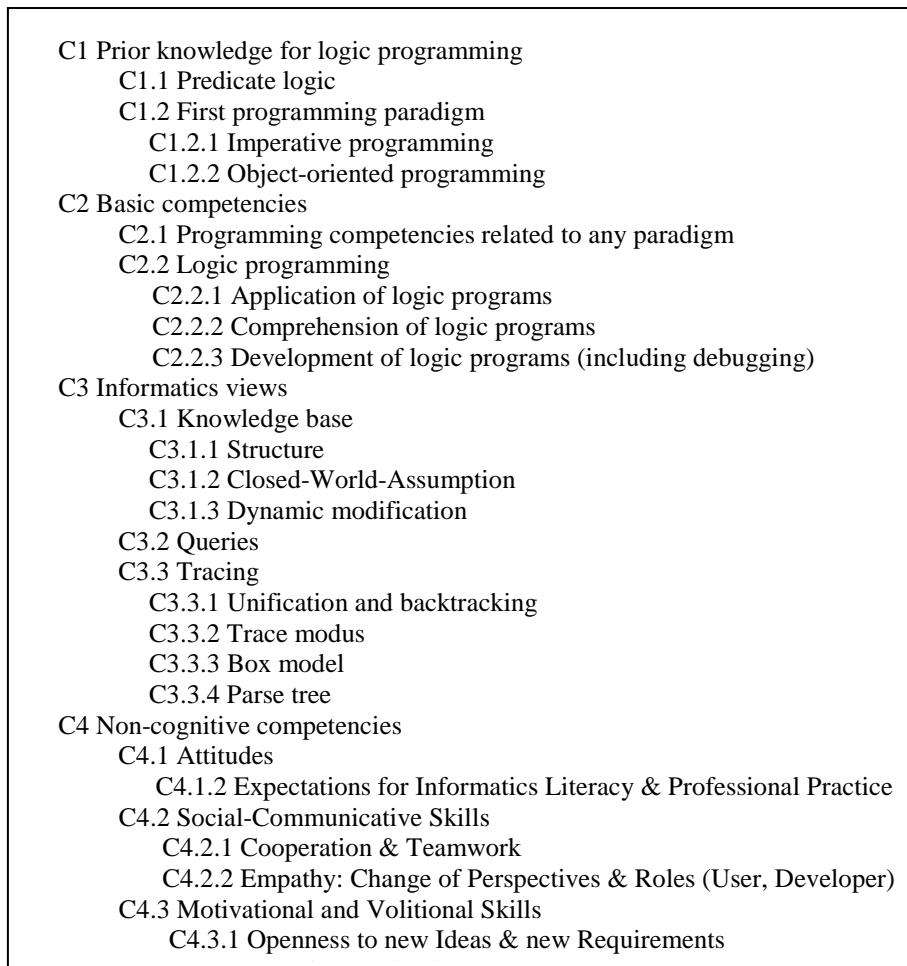 C1 Prior knowledge for logic programming
C1.1 Predicate logic
C1.2 First programming paradigm
C1.2.1 Imperative programming
C1.2.2 Object-oriented programming
C2 Basic competencies
C2.1 Programming competencies related to any paradigm
C2.2 Logic programming
C2.2.1 Application of logic programs
C2.2.2 Comprehension of logic programs
C2.2.3 Development of logic programs (including debugging)
C3 Informatics views
C3.1 Knowledge base
C3.1.1 Structure
C3.1.2 Closed-World-Assumption
C3.1.3 Dynamic modification
C3.2 Queries
C3.3 Tracing
C3.3.1 Unification and backtracking
C3.3.2 Trace modus
C3.3.3 Box model
C3.3.4 Parse tree
C4 Non-cognitive competencies
C4.1 Attitudes
C4.1.2 Expectations for Informatics Literacy & Professional Practice
C4.2 Social-Communicative Skills
C4.2.1 Cooperation & Teamwork
C4.2.2 Empathy: Change of Perspectives & Roles (User, Developer)
C4.3 Motivational and Volitional Skills
C4.3.1 Openness to new Ideas & new Requirements